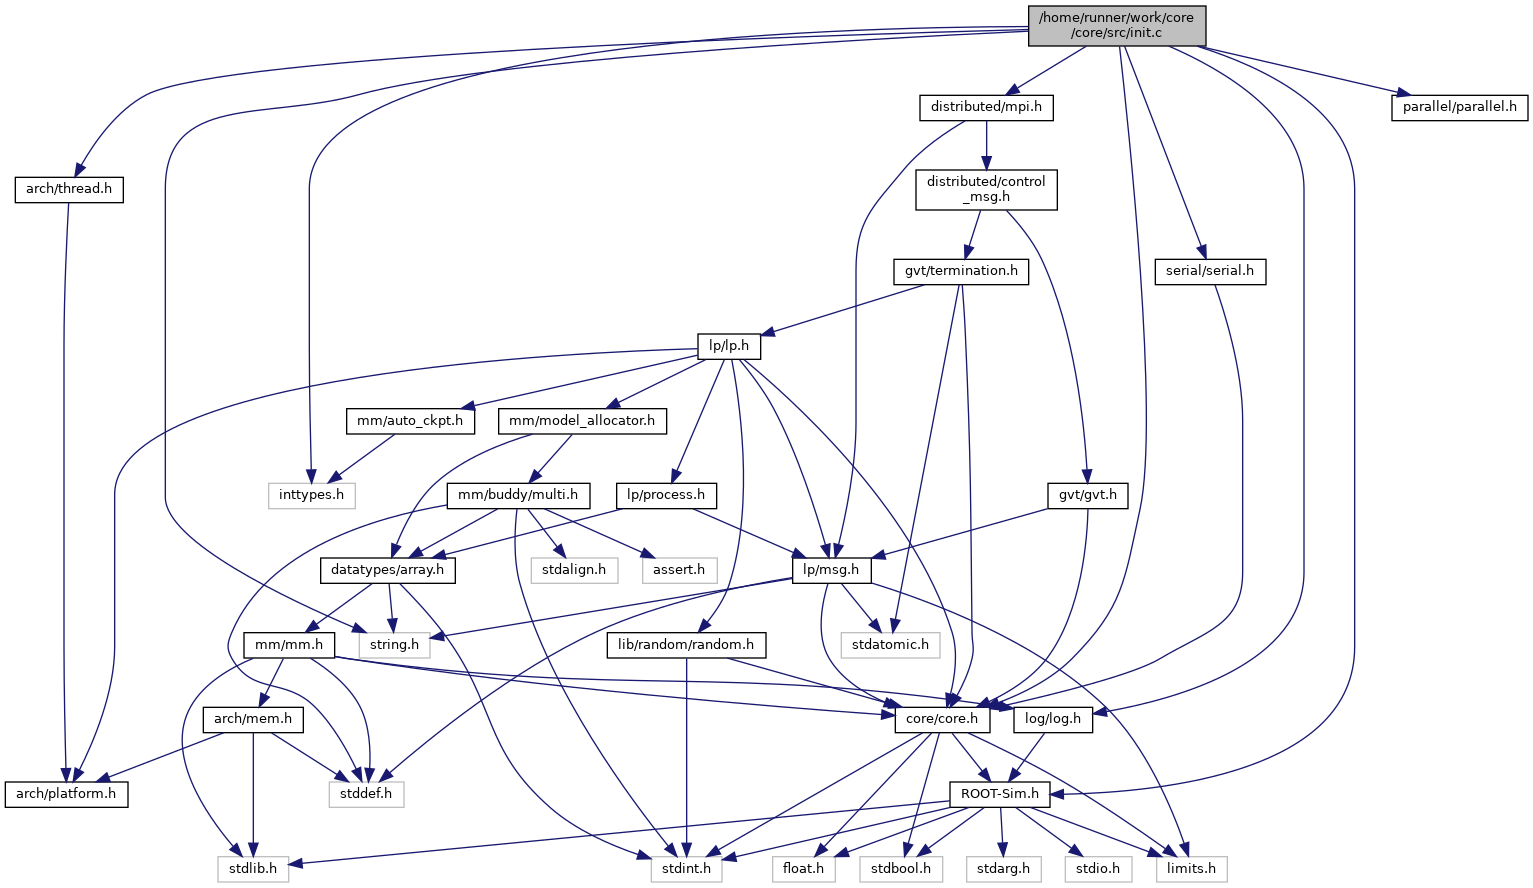 /home/runner/work/core
/core/src/init.c
distributed/mpi.h
parallel/parallel.h
arch/thread.h
distributed/control
_msg.h
gvt/termination.h
serial/serial.h
lp/lp.h
mm/auto_ckpt.h
mm/model_allocator.h
inttypes.h
mm/buddy/multi.h
lp/process.h
gvt/gvt.h
datatypes/array.h
stdalign.h
assert.h
lp/msg.h
mm/mm.h
string.h
lib/random/random.h
stdatomic.h
arch/mem.h
core/core.h
log/log.h
arch/platform.h
stddef.h
ROOT-Sim.h
stdlib.h
stdint.h
float.h
stdbool.h
stdarg.h
stdio.h
limits.h